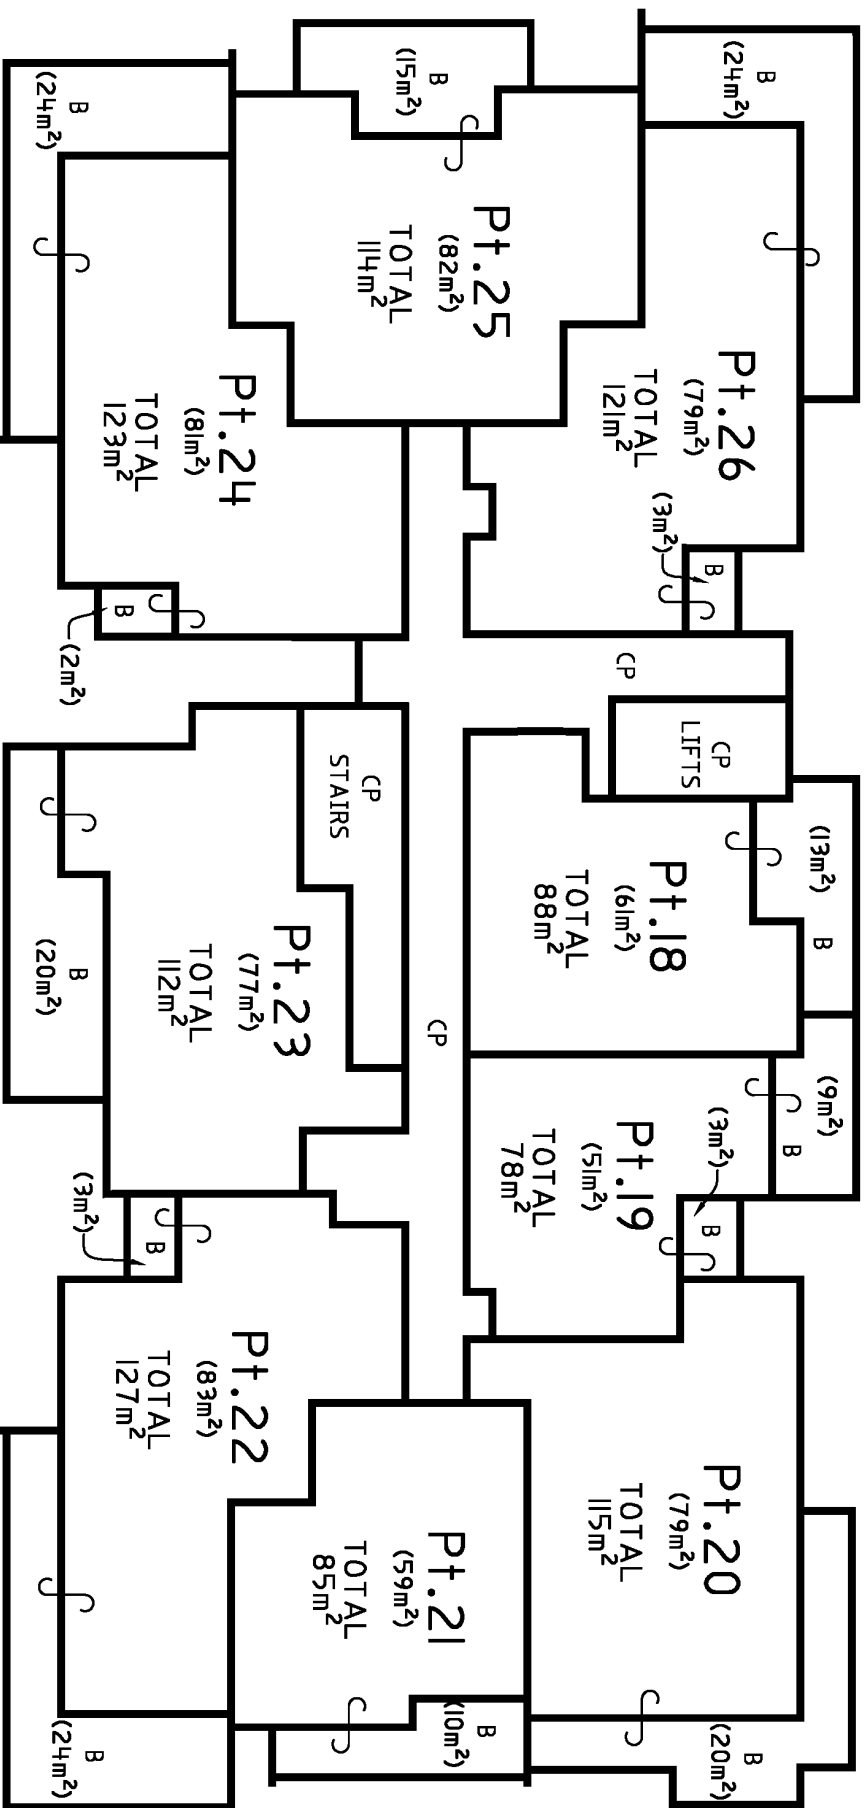 B
(24m²)
Pt.26
(79m²)
TOTAL
121m²
(3m²)
B
CP
CP
LIFTS
(13m²)
B
Pt.18
(61m²)
TOTAL
88m²
(9m²)
B
(3m²)
B
Pt.19
(51m²)
TOTAL
78m²
Pt.20
(79m²)
TOTAL
115m²
B
(20m²)
B
(15m²)
Pt.25
(82m²)
TOTAL
114m²
CP
CP
STAIRS
Pt.21
(59m²)
TOTAL
85m²
B
(10m²)
B
(24m²)
Pt.24
(81m²)
TOTAL
123m²
B
(2m²)
Pt.23
(77m²)
TOTAL
112m²
B
(20m²)
B
(3m²)
Pt.22
(83m²)
TOTAL
127m²
B
(24m²)